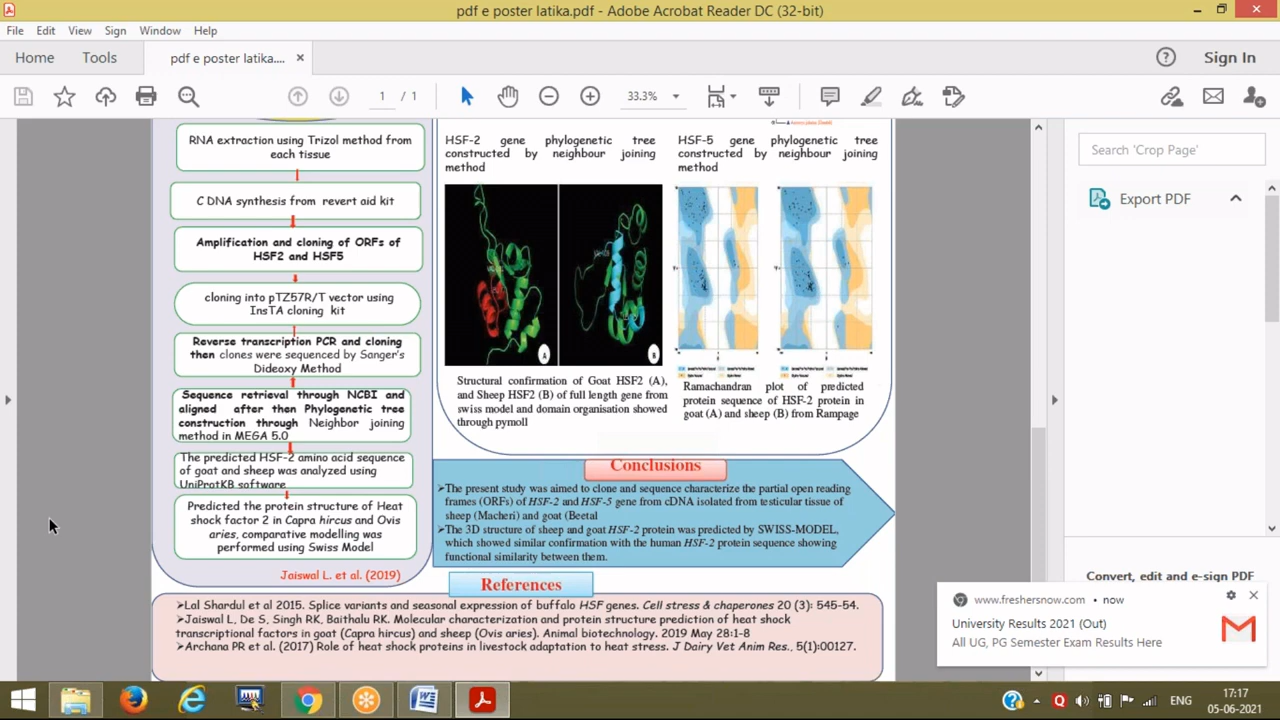 pdf e poster latika.pdf - Adobe Acrobat Reader DC (32-bit)
File Edit View Sign Window Help
Home Tools pdf e poster latika.... ×
Sign In
1 / 1 33.3%
Search 'Crop Page'
Export PDF
RNA extraction using Trizol method from
each tissue
C DNA synthesis from revert aid kit
Amplification and cloning of ORFs of
HSF2 and HSF5
cloning into pTZ57R/T vector using
InsTA cloning kit
Reverse transcription PCR and cloning
then clones were sequenced by Sanger's
Dideoxy Method
Sequence retrieval through NCBI and
aligned after then Phylogenetic tree
construction through Neighbor joining
method in MEGA 5.0
The predicted HSF-2 amino acid sequence
of goat and sheep was analyzed using
UniProtKB software
Predicted the protein structure of Heat
shock factor 2 in Capra hircus and Ovis
aries, comparative modelling was
performed using Swiss Model
Jaiswal L. et al. (2019)
HSF-2 gene phylogenetic tree
constructed by neighbour joining
method
HSF-5 gene phylogenetic tree
constructed by neighbour joining
method
A
B
Structural confirmation of Goat HSF2 (A),
and Sheep HSF2 (B) of full length gene from
swiss model and domain organisation showed
through pymoll
Ramachandran plot of predicted
protein sequence of HSF-2 protein in
goat (A) and sheep (B) from Rampage
Conclusions
➢The present study was aimed to clone and sequence characterize the partial open reading
frames (ORFs) of HSF-2 and HSF-5 gene from cDNA isolated from testicular tissue of
sheep (Macheri) and goat (Beetal
➢The 3D structure of sheep and goat HSF-2 protein was predicted by SWISS-MODEL,
which showed similar confirmation with the human HSF-2 protein sequence showing
functional similarity between them.
References
➢Lal Shardul et al 2015. Splice variants and seasonal expression of buffalo HSF genes. Cell stress & chaperones 20 (3): 545-54.
➢Jaiswal L, De S, Singh RK, Baithalu RK. Molecular characterization and protein structure prediction of heat shock
transcriptional factors in goat (Capra hircus) and sheep (Ovis aries). Animal biotechnology. 2019 May 28:1-8
➢Archana PR et al. (2017) Role of heat shock proteins in livestock adaptation to heat stress. J Dairy Vet Anim Res., 5(1):00127.
Convert, edit and e-sign PDF
www.freshersnow.com • now
University Results 2021 (Out)
All UG, PG Semester Exam Results Here
ENG
17:17
05-06-2021